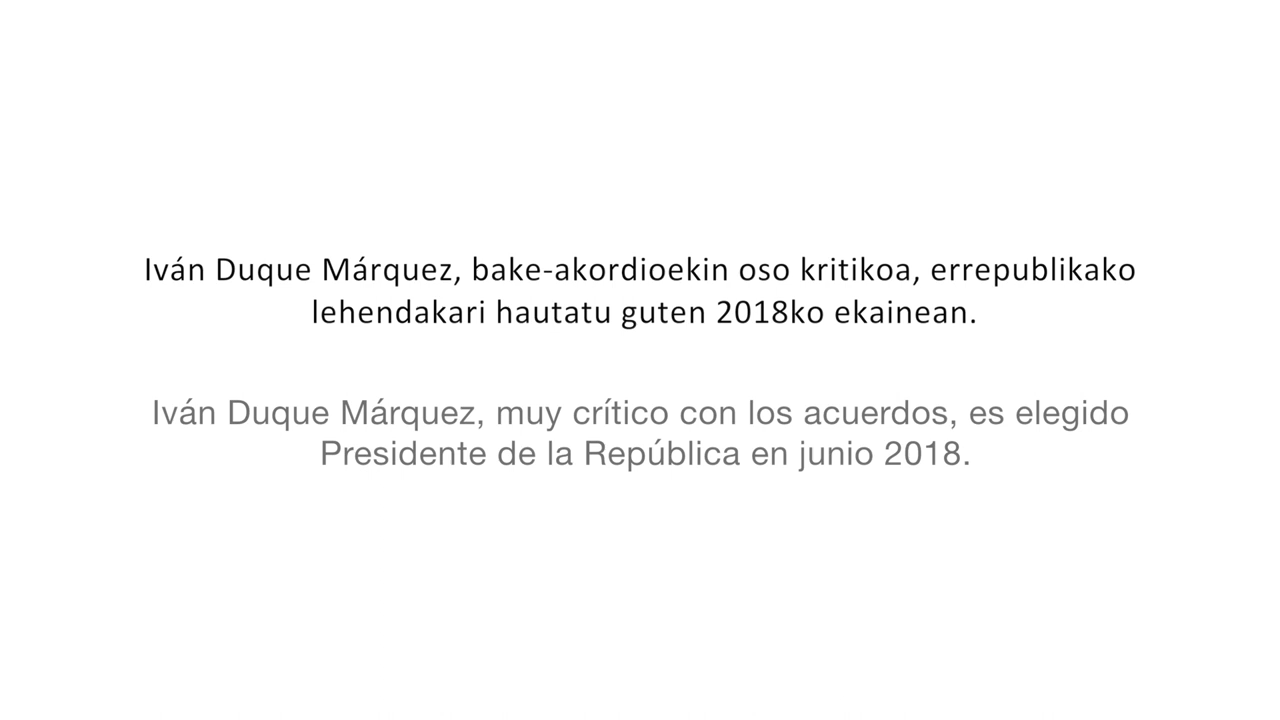 Iván Duque Márquez, bake-akordioekin oso kritikoa, errepublikako
lehendakari hautatu guten 2018ko ekainean.
Iván Duque Márquez, muy crítico con los acuerdos, es elegido
Presidente de la República en junio 2018.